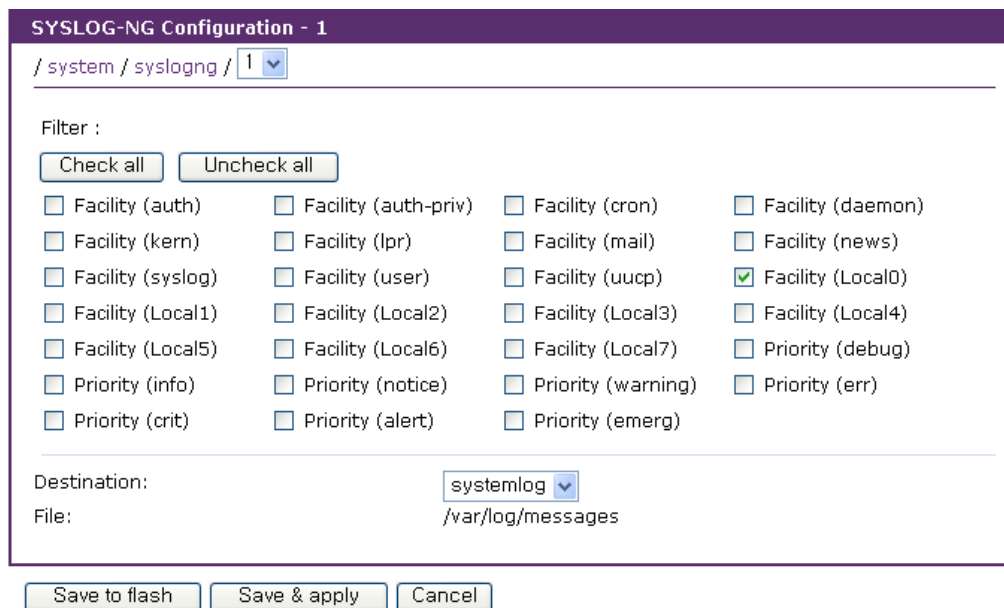 SYSLOG-NG Configuration - 1
/ system / syslogng / 1
Filter :
Check all Uncheck all
Facility (auth) Facility (auth-priv) Facility (cron) Facility (daemon)
Facility (kern) Facility (lpr) Facility (mail) Facility (news)
Facility (syslog) Facility (user) Facility (uucp) Facility (Local0)
Facility (Local1) Facility (Local2) Facility (Local3) Facility (Local4)
Facility (Local5) Facility (Local6) Facility (Local7) Priority (debug)
Priority (info) Priority (notice) Priority (warning) Priority (err)
Priority (crit) Priority (alert) Priority (emerg)
Destination: systemlog
File: /var/log/messages
Save to flash Save & apply Cancel